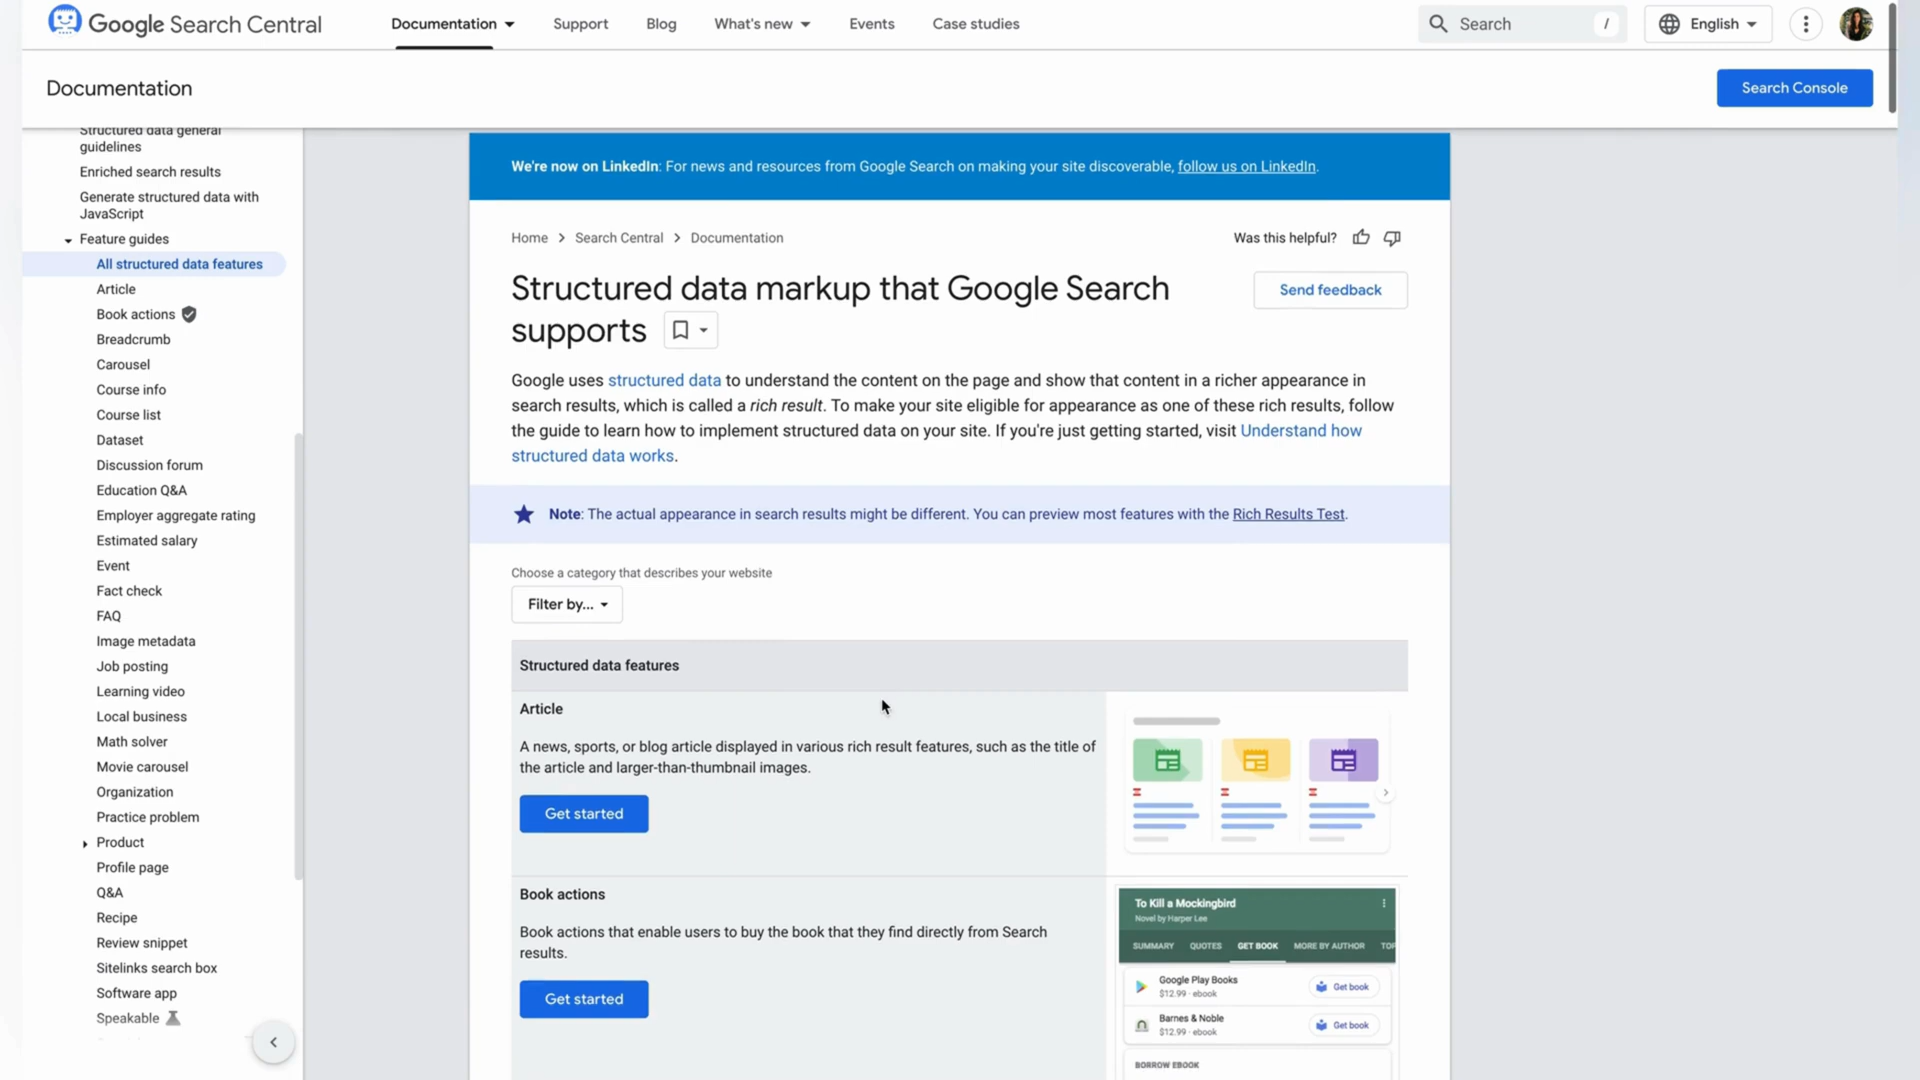 Google Search Central
Documentation
Support
Blog
What's new
Events
Case studies
Search
/
English
Documentation
Search Console
Structured data general
guidelines
Enriched search results
Generate structured data with
JavaScript
Feature guides
All structured data features
Article
Book actions
Breadcrumb
Carousel
Course info
Course list
Dataset
Discussion forum
Education Q&A
Employer aggregate rating
Estimated salary
Event
Fact check
FAQ
Image metadata
Job posting
Learning video
Local business
Math solver
Movie carousel
Organization
Practice problem
Product
Profile page
Q&A
Recipe
Review snippet
Sitelinks search box
Software app
Speakable
We're now on LinkedIn: For news and resources from Google Search on making your site discoverable, follow us on LinkedIn.
Home > Search Central > Documentation
Was this helpful?
Structured data markup that Google Search
supports
Send feedback
Google uses structured data to understand the content on the page and show that content in a richer appearance in
search results, which is called a rich result. To make your site eligible for appearance as one of these rich results, follow
the guide to learn how to implement structured data on your site. If you're just getting started, visit Understand how
structured data works.
Note: The actual appearance in search results might be different. You can preview most features with the Rich Results Test.
Choose a category that describes your website
Filter by...
Structured data features
Article
A news, sports, or blog article displayed in various rich result features, such as the title of
the article and larger-than-thumbnail images.
Get started
Book actions
Book actions that enable users to buy the book that they find directly from Search
results.
Get started
To Kill a Mockingbird
Novel by Harper Lee
SUMMARY QUOTES GET BOOK MORE BY AUTHOR
Google Play Books
$12.99 · ebook
Get book
Barnes & Noble
$12.99 · ebook
Get book
BORROW EBOOK